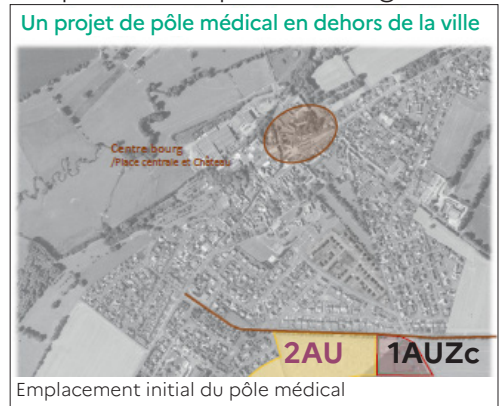 Un projet de pôle médical en dehors de la ville
Centre bourg
/Place centrale et Château
2AU
1AUZc
Emplacement initial du pôle médical